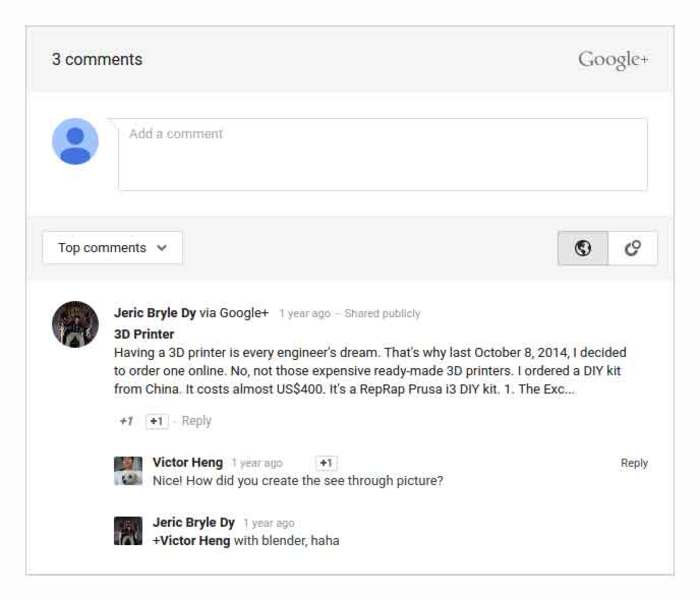 3 comments
Google+
Add a comment
Top comments
Jeric Bryle Dy via Google+ 1 year ago - Shared publicly
3D Printer
Having a 3D printer is every engineer's dream. That's why last October 8, 2014, I decided
to order one online. No, not those expensive ready-made 3D printers. I ordered a DIY kit
from China. It costs almost US$400. It's a RepRap Prusa i3 DIY kit. 1. The Exc...
+1 +1 · Reply
Victor Heng 1 year ago +1 Reply
Nice! How did you create the see through picture?
Jeric Bryle Dy 1 year ago
+Victor Heng with blender, haha